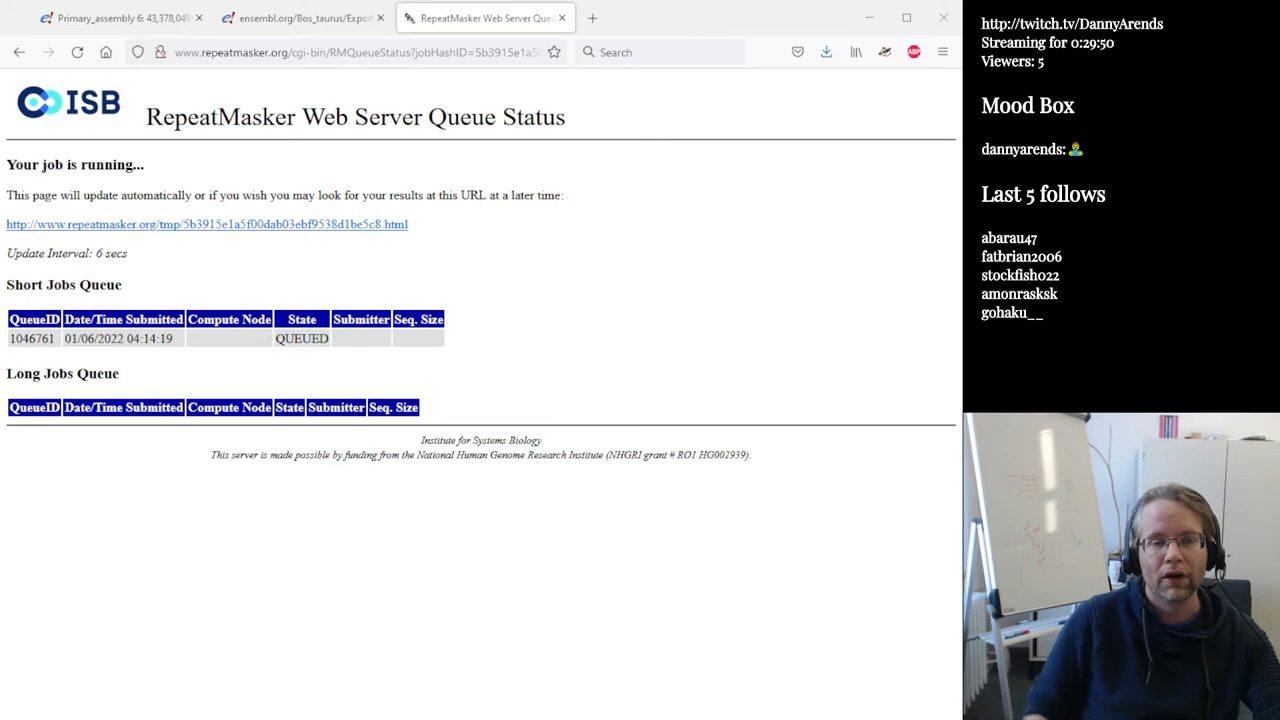 Primary_assembly 6: 43,378,049
ensembl.org/Bos_taurus/Export
RepeatMasker Web Server Queu
www.repeatmasker.org/cgi-bin/RMQueueStatus?jobHashID=5b3915e1a5
Search
ABP
ISB
RepeatMasker Web Server Queue Status
Your job is running...
This page will update automatically or if you wish you may look for your results at this URL at a later time:
http://www.repeatmasker.org/tmp/5b3915e1a5f00dab03ebf9538d1be5c8.html
Update Interval: 6 secs
Short Jobs Queue
QueueID Date/Time Submitted Compute Node State Submitter Seq. Size
1046761 01/06/2022 04:14:19 QUEUED
Long Jobs Queue
QueueID Date/Time Submitted Compute Node State Submitter Seq. Size
Institute for Systems Biology
This server is made possible by funding from the National Human Genome Research Institute (NHGRI grant # RO1 HG002939).
http://twitch.tv/DannyArends
Streaming for 0:29:50
Viewers: 5
Mood Box
dannyarends:
Last 5 follows
abarau47
fatbrian2006
stockfish022
amonrasksk
gohaku__